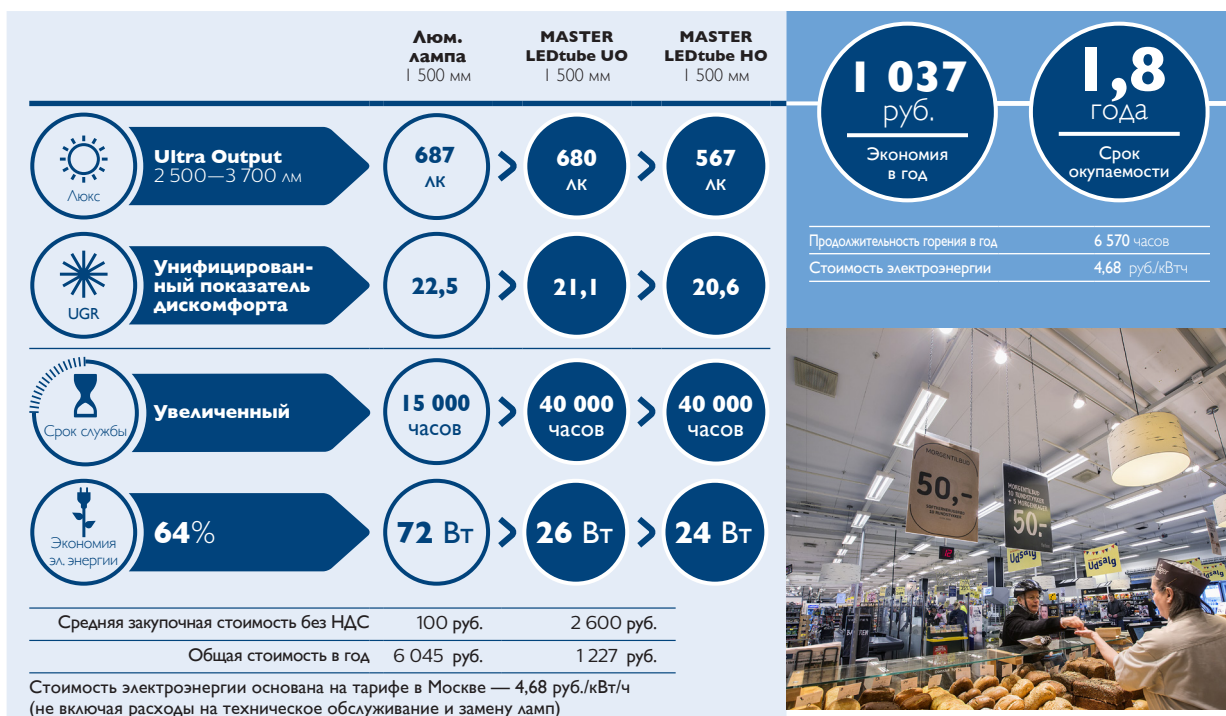 Люм.
лампа
1 500 мм
MASTER
LEDtube UO
1 500 мм
MASTER
LEDtube HO
1 500 мм
Люкс
Ultra Output
2 500—3 700 лм
687
лк
680
лк
567
лк
UGR
Унифицирован-
ный показатель
дискомфорта
22,5
21,1
20,6
Срок службы
Увеличенный
15 000
часов
40 000
часов
40 000
часов
Экономия
эл. энергии
64%
72 Вт
26 Вт
24 Вт
Средняя закупочная стоимость без НДС 100 руб. 2 600 руб.
Общая стоимость в год 6 045 руб. 1 227 руб.
Стоимость электроэнергии основана на тарифе в Москве — 4,68 руб./кВт/ч
(не включая расходы на техническое обслуживание и замену ламп)
1 037
руб.
Экономия
в год
1,8
года
Срок
окупаемости
Продолжительность горения в год 6 570 часов
Стоимость электроэнергии 4,68 руб./кВтч
MORGENTILBUD
50,-
MORGENTILBUD
10 RUNDSTYKKER
50.-
Udsalg
Udsalg